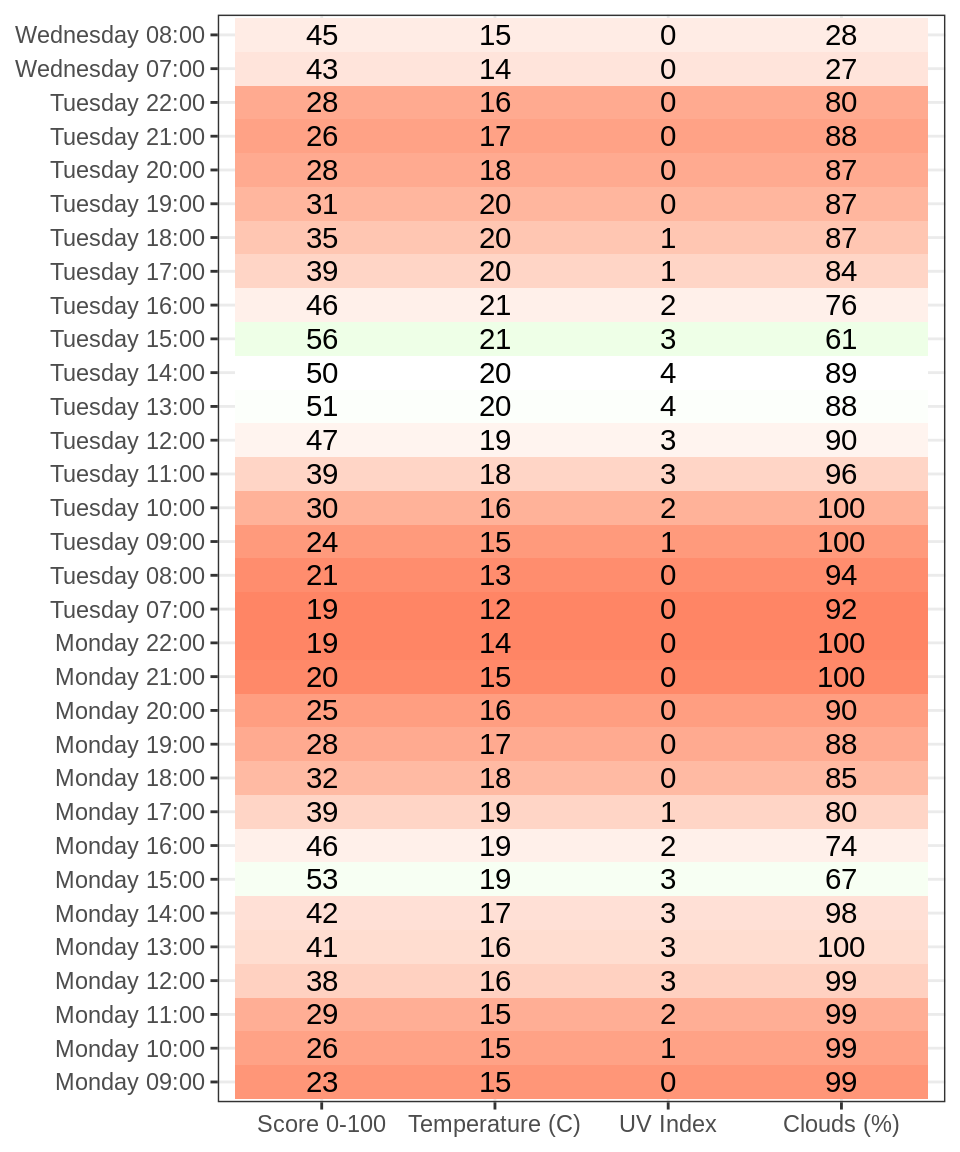 Wednesday 08:00 45 15 0 28
Wednesday 07:00 43 14 0 27
Tuesday 22:00 28 16 0 80
Tuesday 21:00 26 17 0 88
Tuesday 20:00 28 18 0 87
Tuesday 19:00 31 20 0 87
Tuesday 18:00 35 20 1 87
Tuesday 17:00 39 20 1 84
Tuesday 16:00 46 21 2 76
Tuesday 15:00 56 21 3 61
Tuesday 14:00 50 20 4 89
Tuesday 13:00 51 20 4 88
Tuesday 12:00 47 19 3 90
Tuesday 11:00 39 18 3 96
Tuesday 10:00 30 16 2 100
Tuesday 09:00 24 15 1 100
Tuesday 08:00 21 13 0 94
Tuesday 07:00 19 12 0 92
Monday 22:00 19 14 0 100
Monday 21:00 20 15 0 100
Monday 20:00 25 16 0 90
Monday 19:00 28 17 0 88
Monday 18:00 32 18 0 85
Monday 17:00 39 19 1 80
Monday 16:00 46 19 2 74
Monday 15:00 53 19 3 67
Monday 14:00 42 17 3 98
Monday 13:00 41 16 3 100
Monday 12:00 38 16 3 99
Monday 11:00 29 15 2 99
Monday 10:00 26 15 1 99
Monday 09:00 23 15 0 99
Score 0-100 Temperature (C) UV Index Clouds (%)